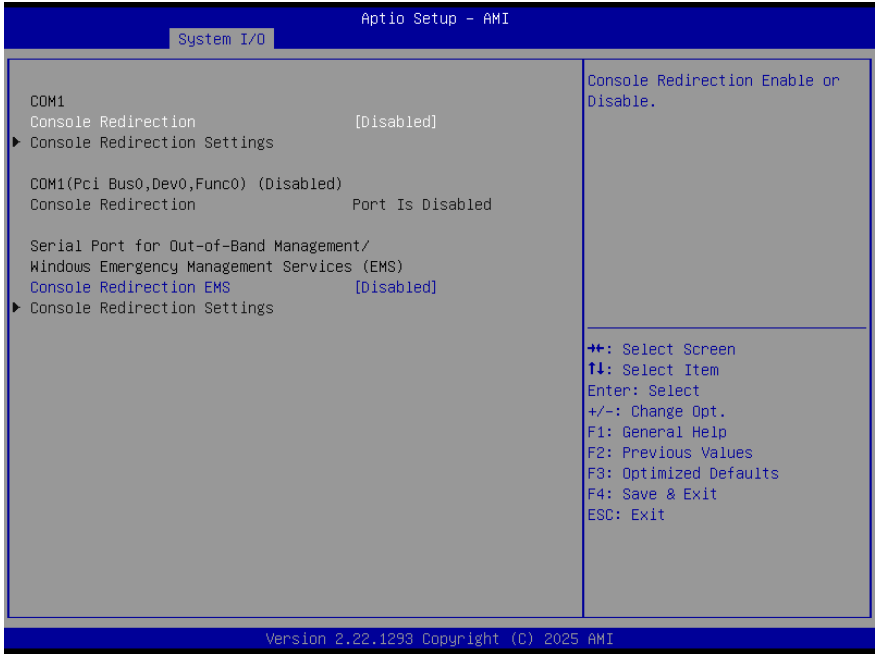 Aptio Setup - AMI
System I/O
COM1
Console Redirection [Disabled]
Console Redirection Settings
COM1(Pci Bus0,Dev0,Func0) (Disabled)
Console Redirection Port Is Disabled
Serial Port for Out-of-Band Management/
Windows Emergency Management Services (EMS)
Console Redirection EMS [Disabled]
Console Redirection Settings
Console Redirection Enable or
Disable.
→←: Select Screen
↑↓: Select Item
Enter: Select
+/-: Change Opt.
F1: General Help
F2: Previous Values
F3: Optimized Defaults
F4: Save & Exit
ESC: Exit
Version 2.22.1293 Copyright (C) 2025 AMI